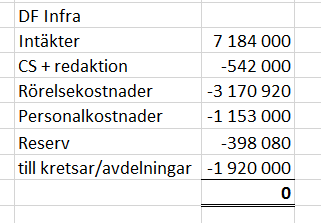 DF Infra
Intäkter 7 184 000
CS + redaktion -542 000
Rörelsekostnader -3 170 920
Personalkostnader -1 153 000
Reserv -398 080
till kretsar/avdelningar -1 920 000
0